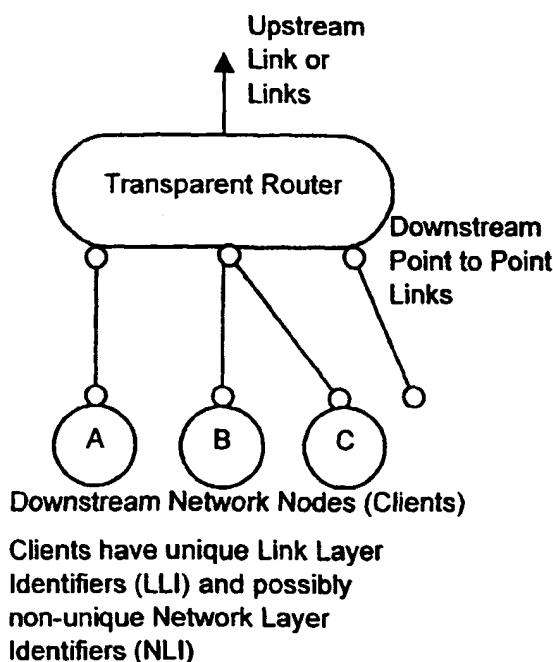 Upstream
Link or
Links
Transparent Router
Downstream
Point to Point
Links
A
B
C
Downstream Network Nodes (Clients)
Clients have unique Link Layer
Identifiers (LLI) and possibly
non-unique Network Layer
Identifiers (NLI)